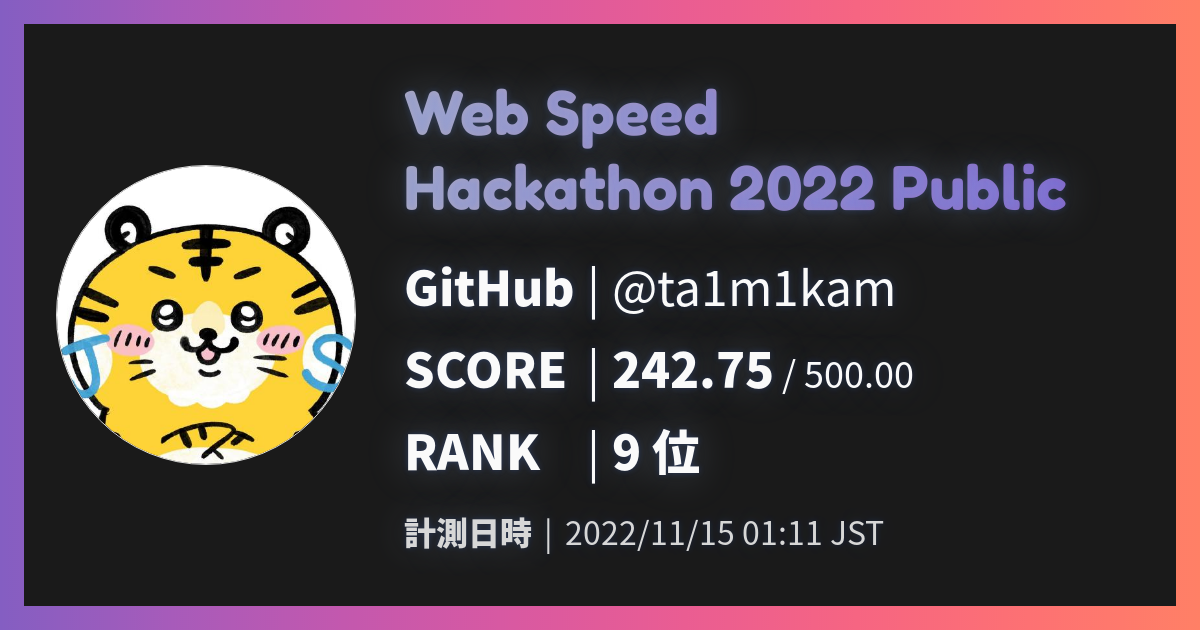 Web Speed
Hackathon 2022 Public
GitHub | @ta1m1kam
SCORE | 242.75 / 500.00
RANK | 9 位
計測日時 | 2022/11/15 01:11 JST
J S